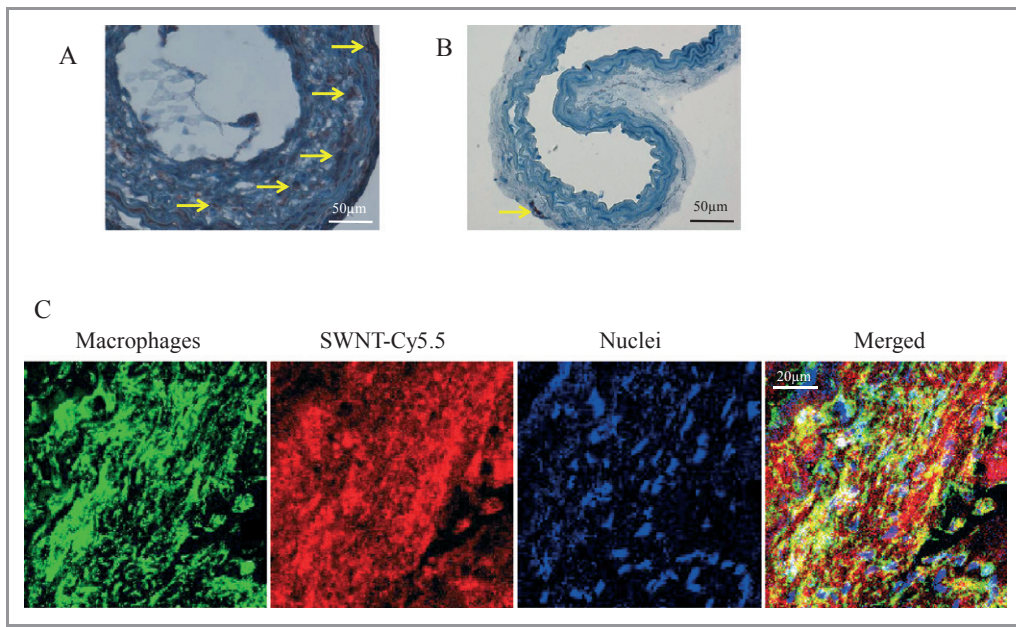 A
B
50µm
50µm
C
Macrophages
SWNT-Cy5.5
Nuclei
Merged
20µm